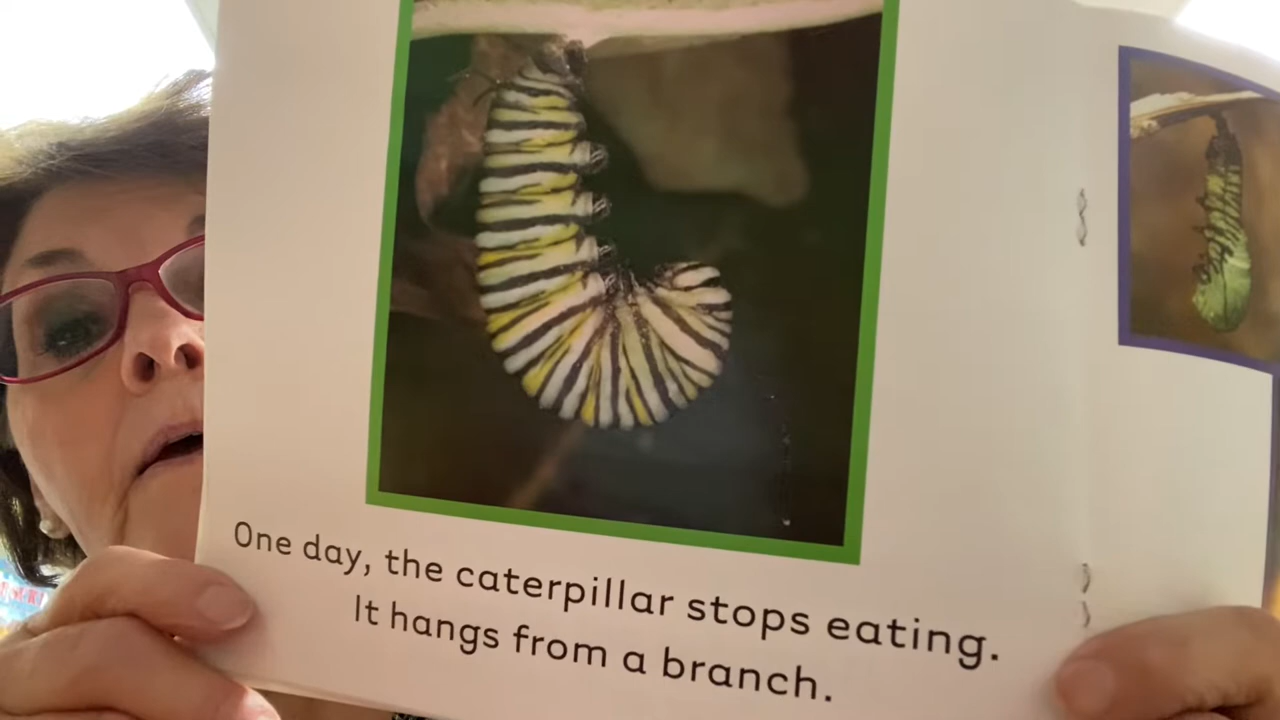 One day, the caterpillar stops eating.
It hangs from a branch.